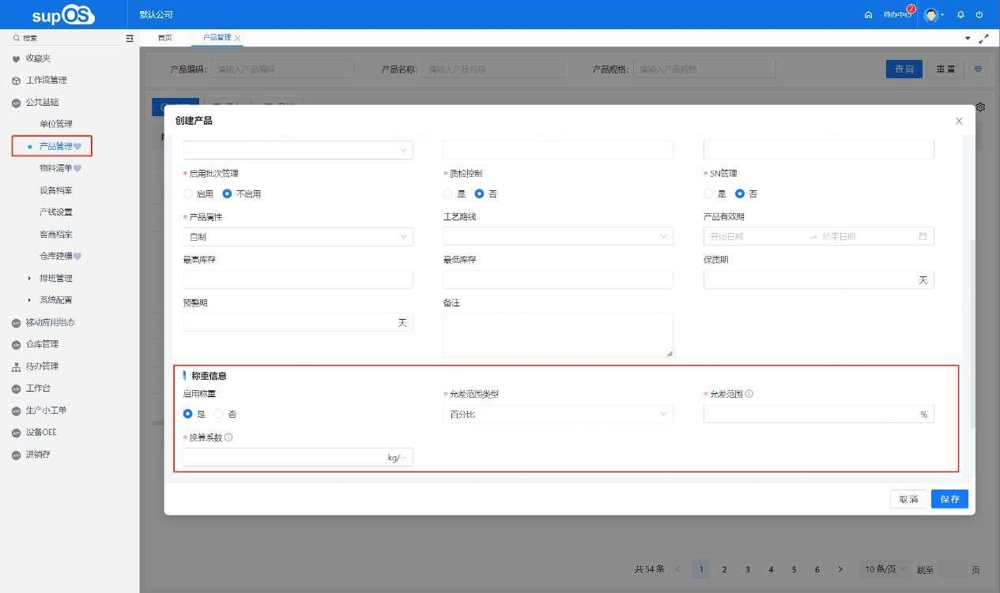 supOS
默认公司
待办中心
2
搜索
首页
产品管理
收藏夹
工作流管理
公共基础
单位管理
产品管理
物料清单
设备档案
产线设置
客商档案
仓库建模
排班管理
系统配置
移动应用组态
仓库管理
待办管理
工作台
生产小工单
设备OEE
进销存
产品编码: 请输入产品编码
产品名称: 请输入产品名称
产品规格: 请输入产品规格
查 询
重 置
创建产品
* 启用批次管理
启用 不启用
* 质检控制
是 否
* SN管理
是 否
* 产品属性
自制
工艺路线
产品有效期
开始日期 → 结束日期
最高库存
最低库存
保质期
天
预警期
天
备注
称重信息
启用称重
是 否
* 允差范围类型
百分比
* 允差范围
%
* 换算系数
kg/--
取 消
保 存
共 54 条 < 1 2 3 4 5 6 > 10 条/页 跳至 页